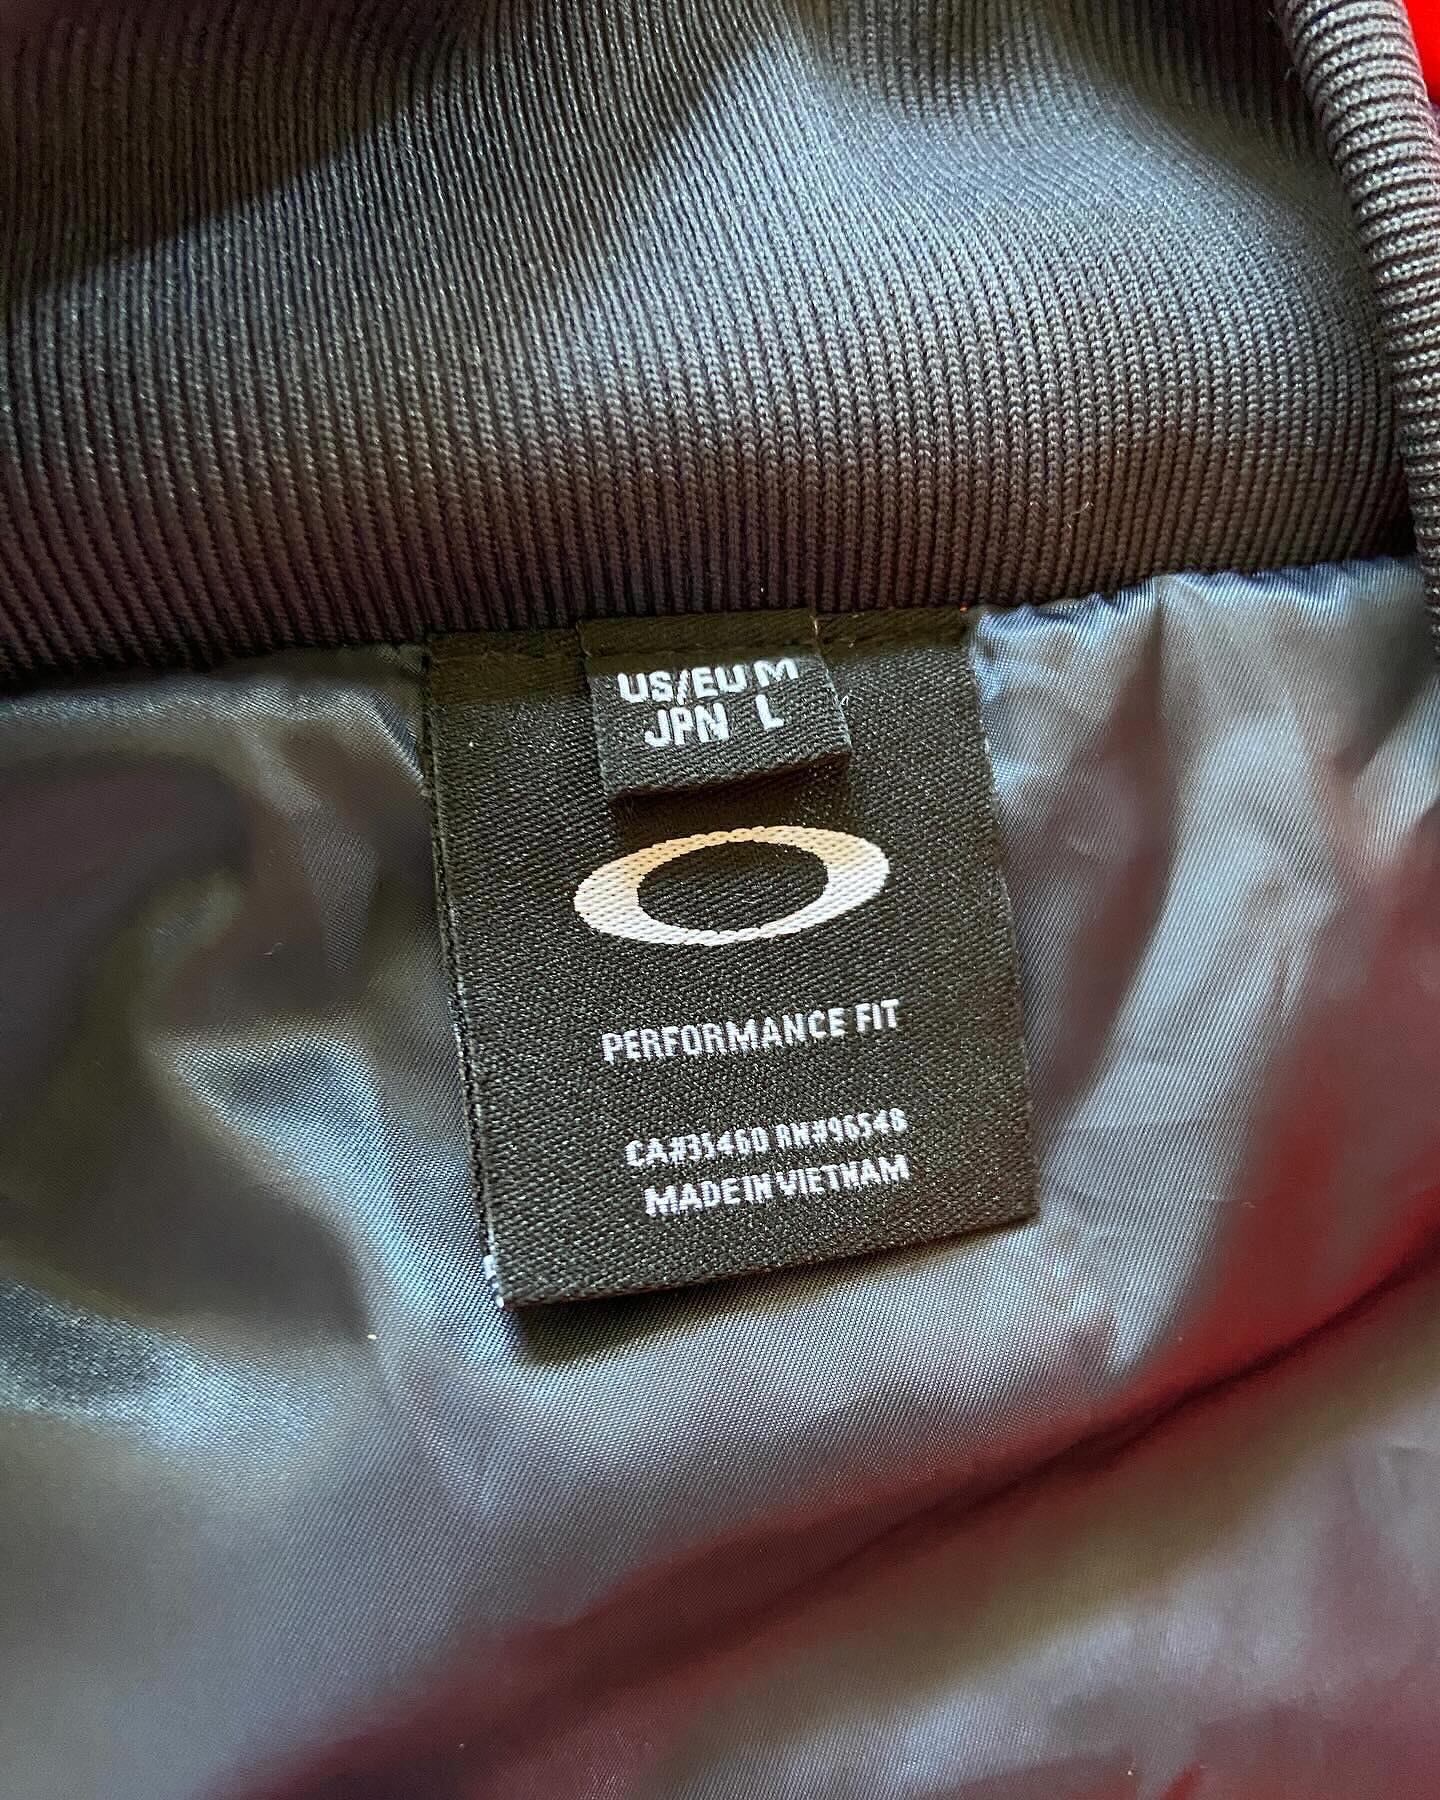 US/EU M
JPN L
PERFORMANCE FIT
CA#35460 RN#96548
MADE IN VIETNAM